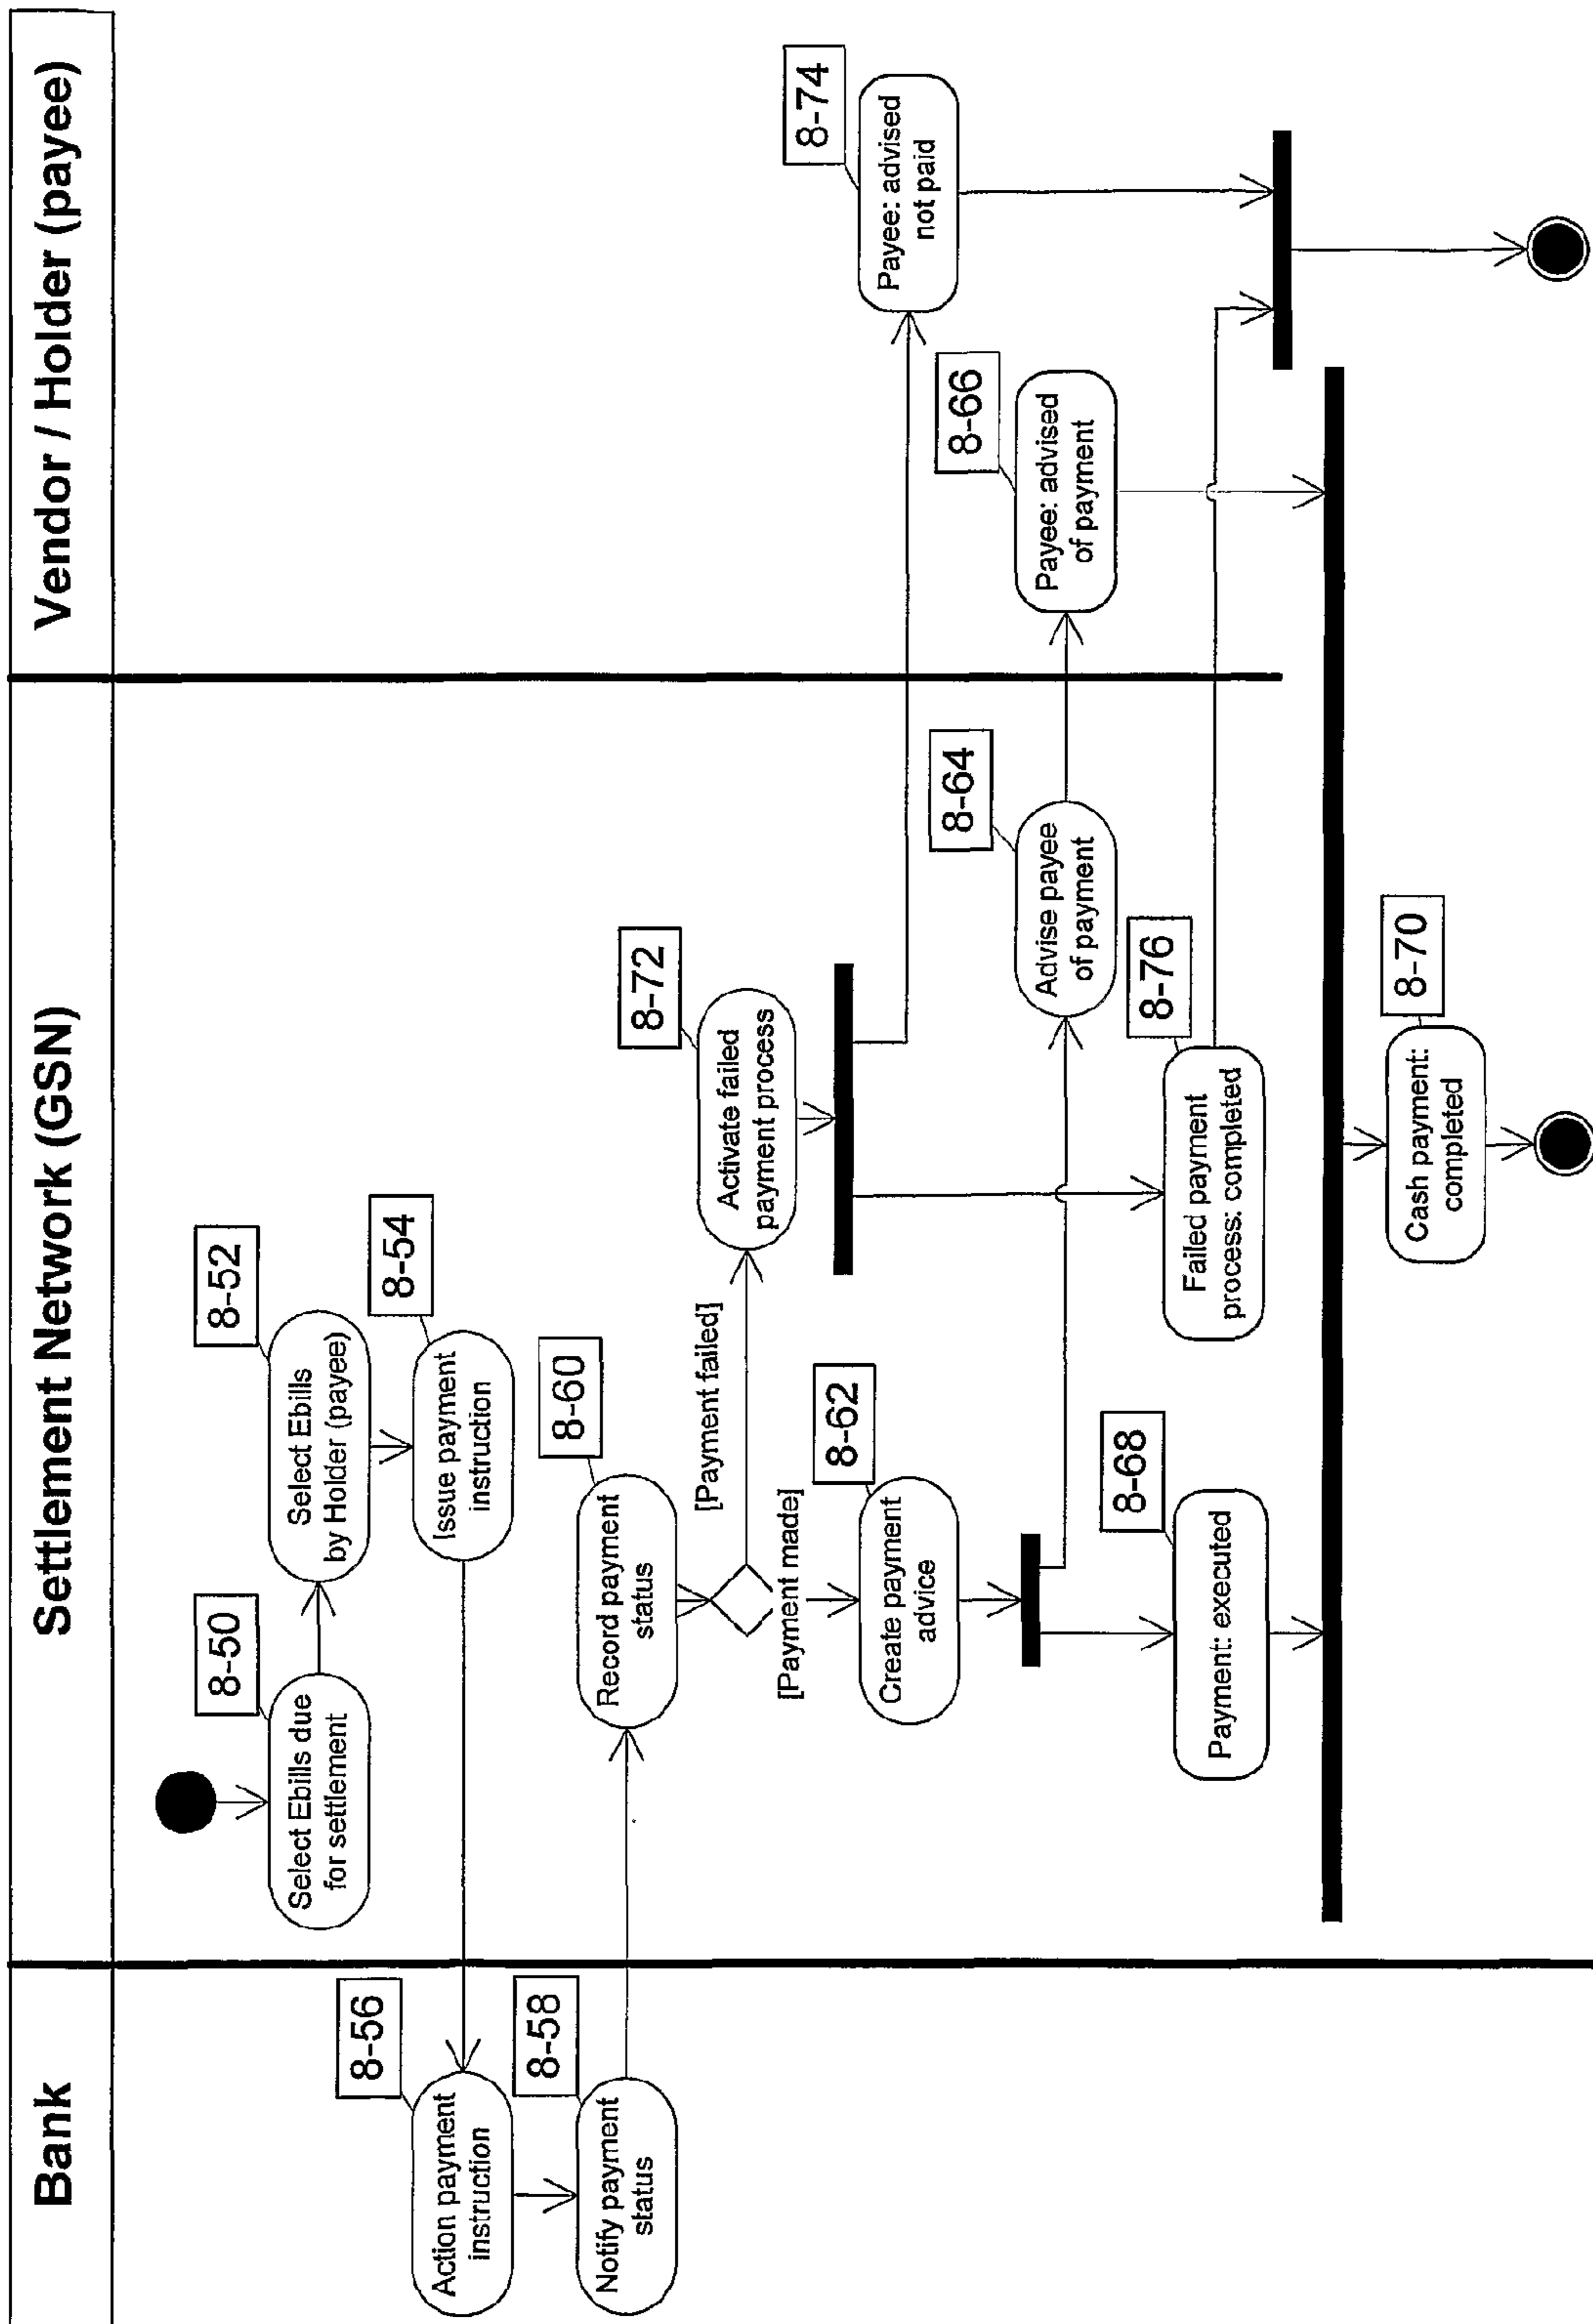 Bank
Settlement Network (GSN)
Vendor / Holder (payee)
8-50
Select Ebills due
for settlement
8-52
Select Ebills
by Holder (payee)
8-54
Issue payment
instruction
8-56
Action payment
instruction
8-58
Notify payment
status
8-60
Record payment
status
[Payment failed]
[Payment made]
8-72
Activate failed
payment process
8-74
Payee: advised
not paid
8-62
Create payment
advice
8-64
Advise payee
of payment
8-66
Payee: advised
of payment
8-68
Payment: executed
8-76
Failed payment
process: completed
8-70
Cash payment:
completed